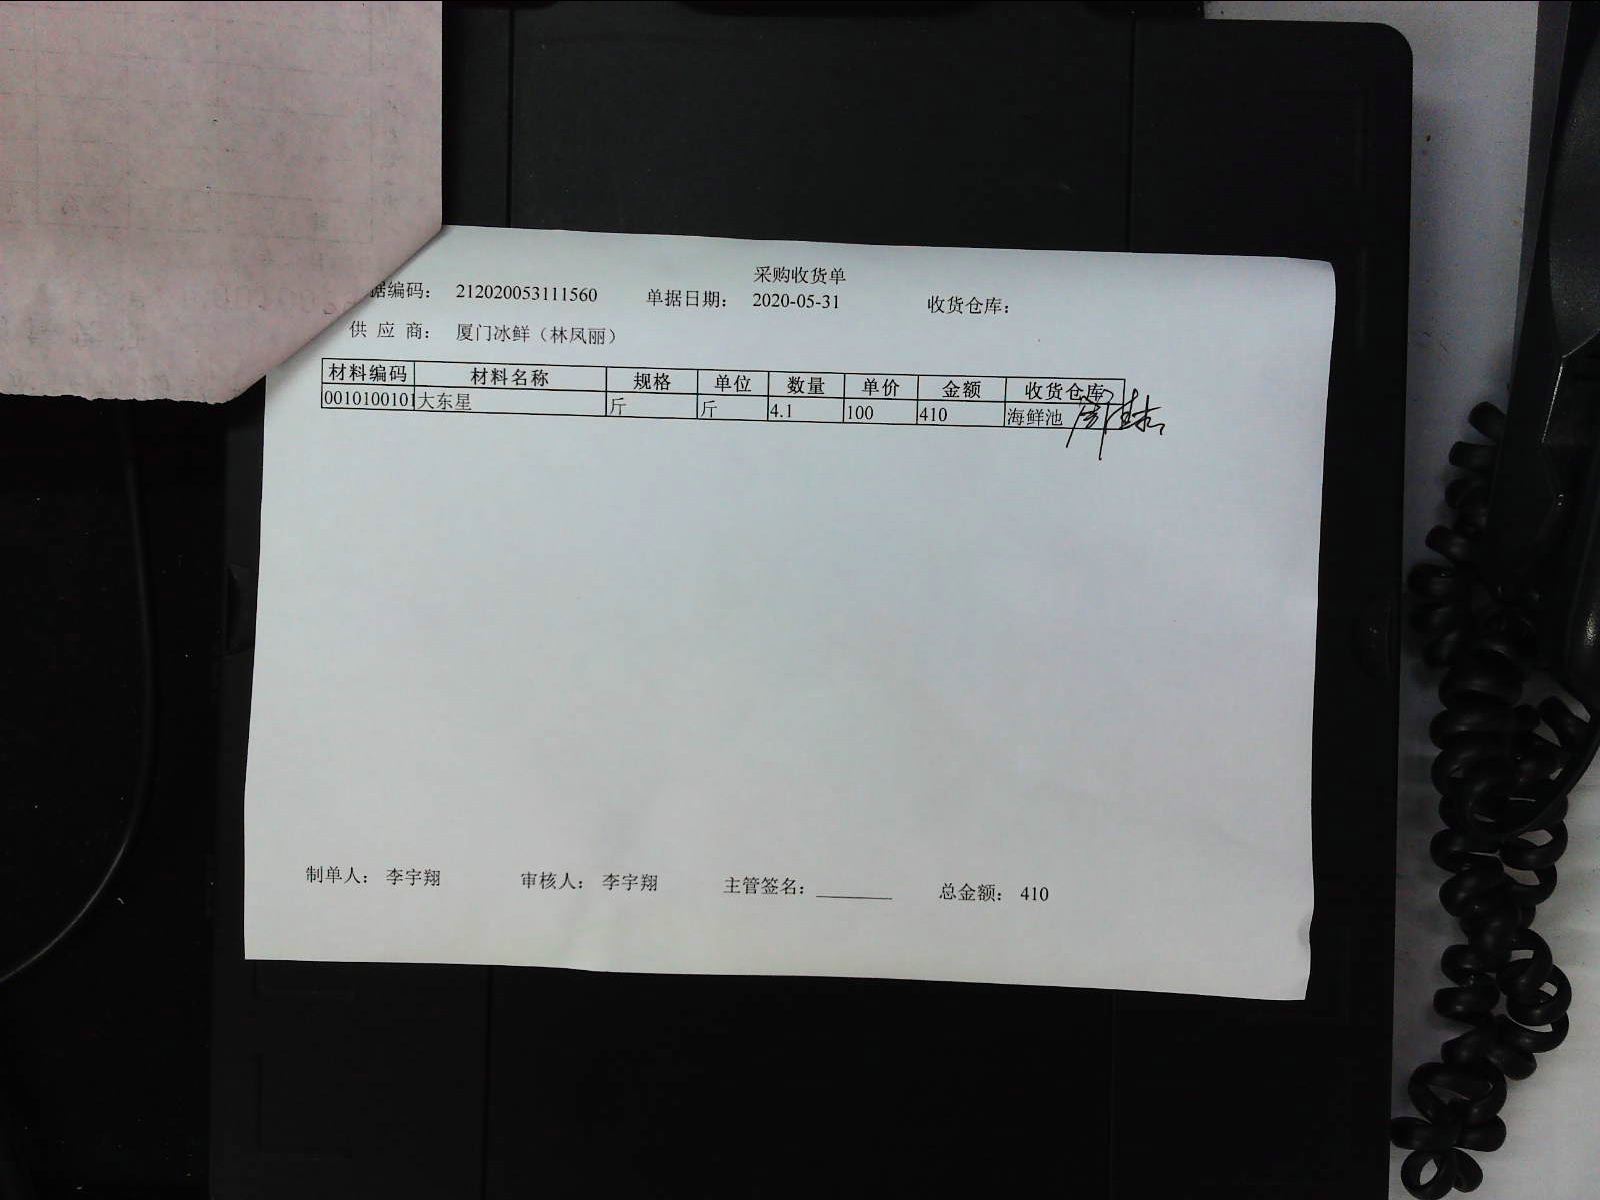 采购收货单
据编码： 212020053111560 单据日期： 2020-05-31 收货仓库：
供 应 商： 厦门冰鲜（林凤丽）
材料编码 材料名称 规格 单位 数量 单价 金额 收货仓库
0010100101 大东星 斤 斤 4.1 100 410 海鲜池
制单人： 李宇翔 审核人： 李宇翔 主管签名：________ 总金额： 410